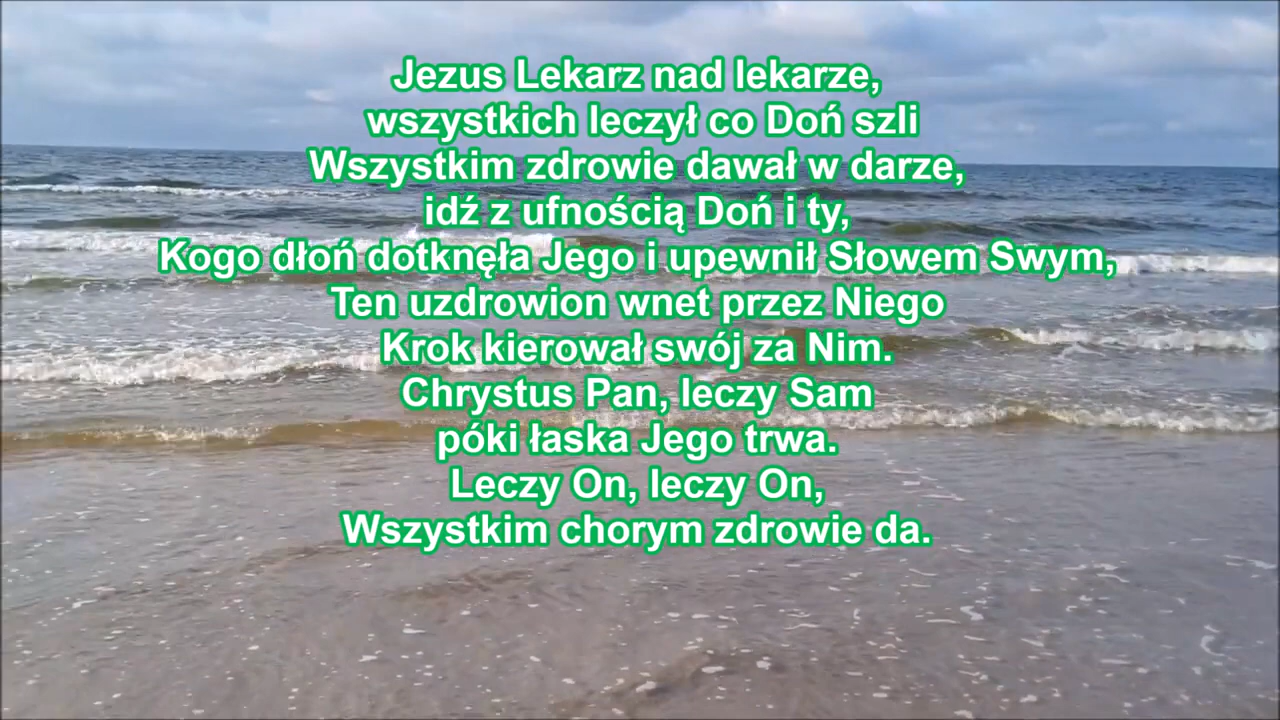 Jezus Lekarz nad lekarze,
wszystkich leczył co Doń szli
Wszystkim zdrowie dawał w darze,
idź z ufnością Doń i ty,
Kogo dłoń dotknęła Jego i upewnił Słowem Swym,
Ten uzdrowion wnet przez Niego
Krok kierował swój za Nim.
Chrystus Pan, leczy Sam
póki łaska Jego trwa.
Leczy On, leczy On,
Wszystkim chorym zdrowie da.